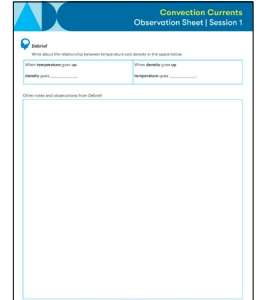 Convection Currents
Observation Sheet | Session 1
Debrief
Write about the relationship between temperature and density in the space below
When temperature goes up
density goes ____________.
When density goes up
temperature goes ____________.
Other notes and observations from Debrief